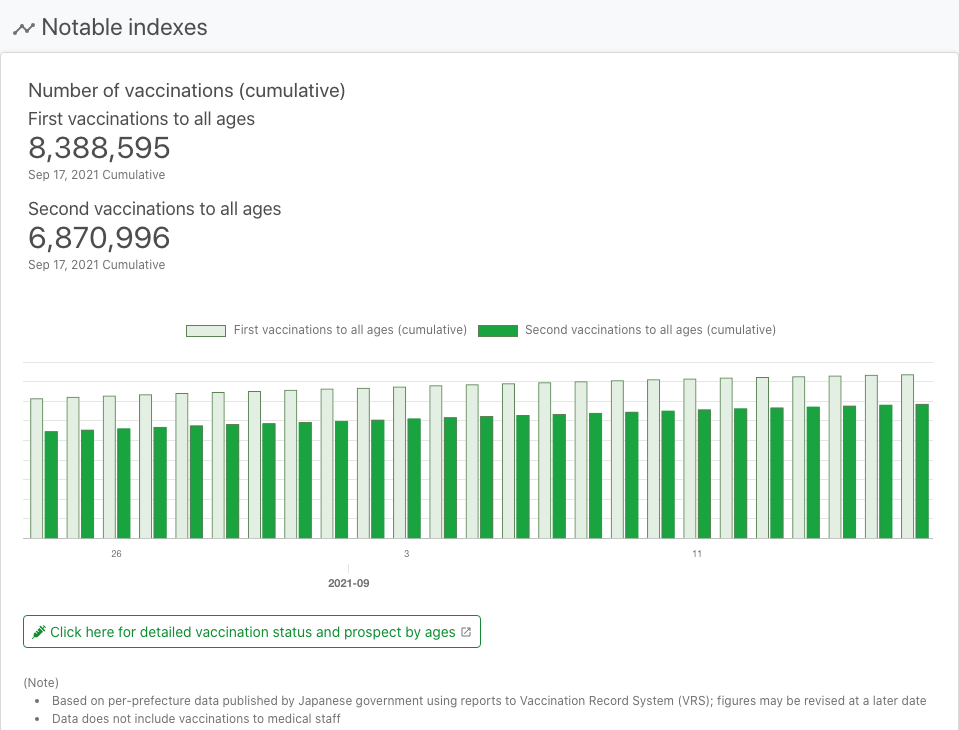 Notable indexes
Number of vaccinations (cumulative)
First vaccinations to all ages
8,388,595
Sep 17, 2021 Cumulative
Second vaccinations to all ages
6,870,996
Sep 17, 2021 Cumulative
First vaccinations to all ages (cumulative) Second vaccinations to all ages (cumulative)
26 3 11
2021-09
Click here for detailed vaccination status and prospect by ages
(Note)
• Based on per-prefecture data published by Japanese government using reports to Vaccination Record System (VRS); figures may be revised at a later date
• Data does not include vaccinations to medical staff